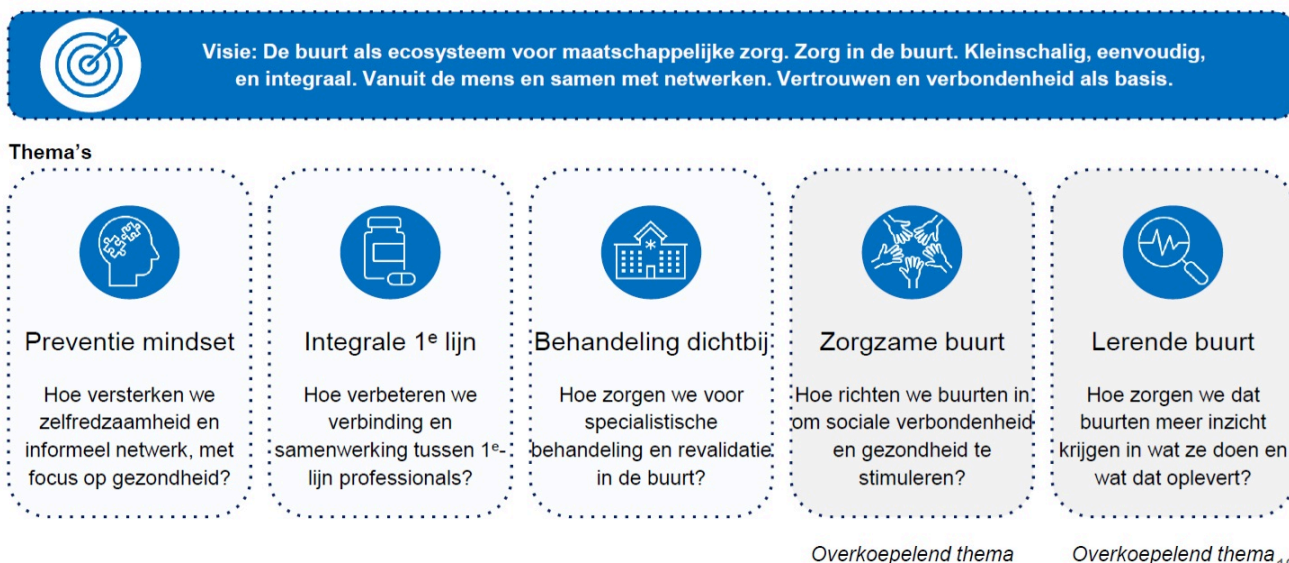 Visie: De buurt als ecosysteem voor maatschappelijke zorg. Zorg in de buurt. Kleinschalig, eenvoudig,
en integraal. Vanuit de mens en samen met netwerken. Vertrouwen en verbondenheid als basis.
Thema's
Preventie mindset
Hoe versterken we
zelfredzaamheid en
informeel netwerk, met
focus op gezondheid?
Integrale 1e lijn
Hoe verbeteren we
verbinding en
samenwerking tussen 1e-
lijn professionals?
Behandeling dichtbij
Hoe zorgen we voor
specialistische
behandeling en revalidatie
in de buurt?
Zorgzame buurt
Hoe richten we buurten in
om sociale verbondenheid
en gezondheid te
stimuleren?
Overkoepelend thema
Lerende buurt
Hoe zorgen we dat
buurten meer inzicht
krijgen in wat ze doen en
wat dat oplevert?
Overkoepelend thema